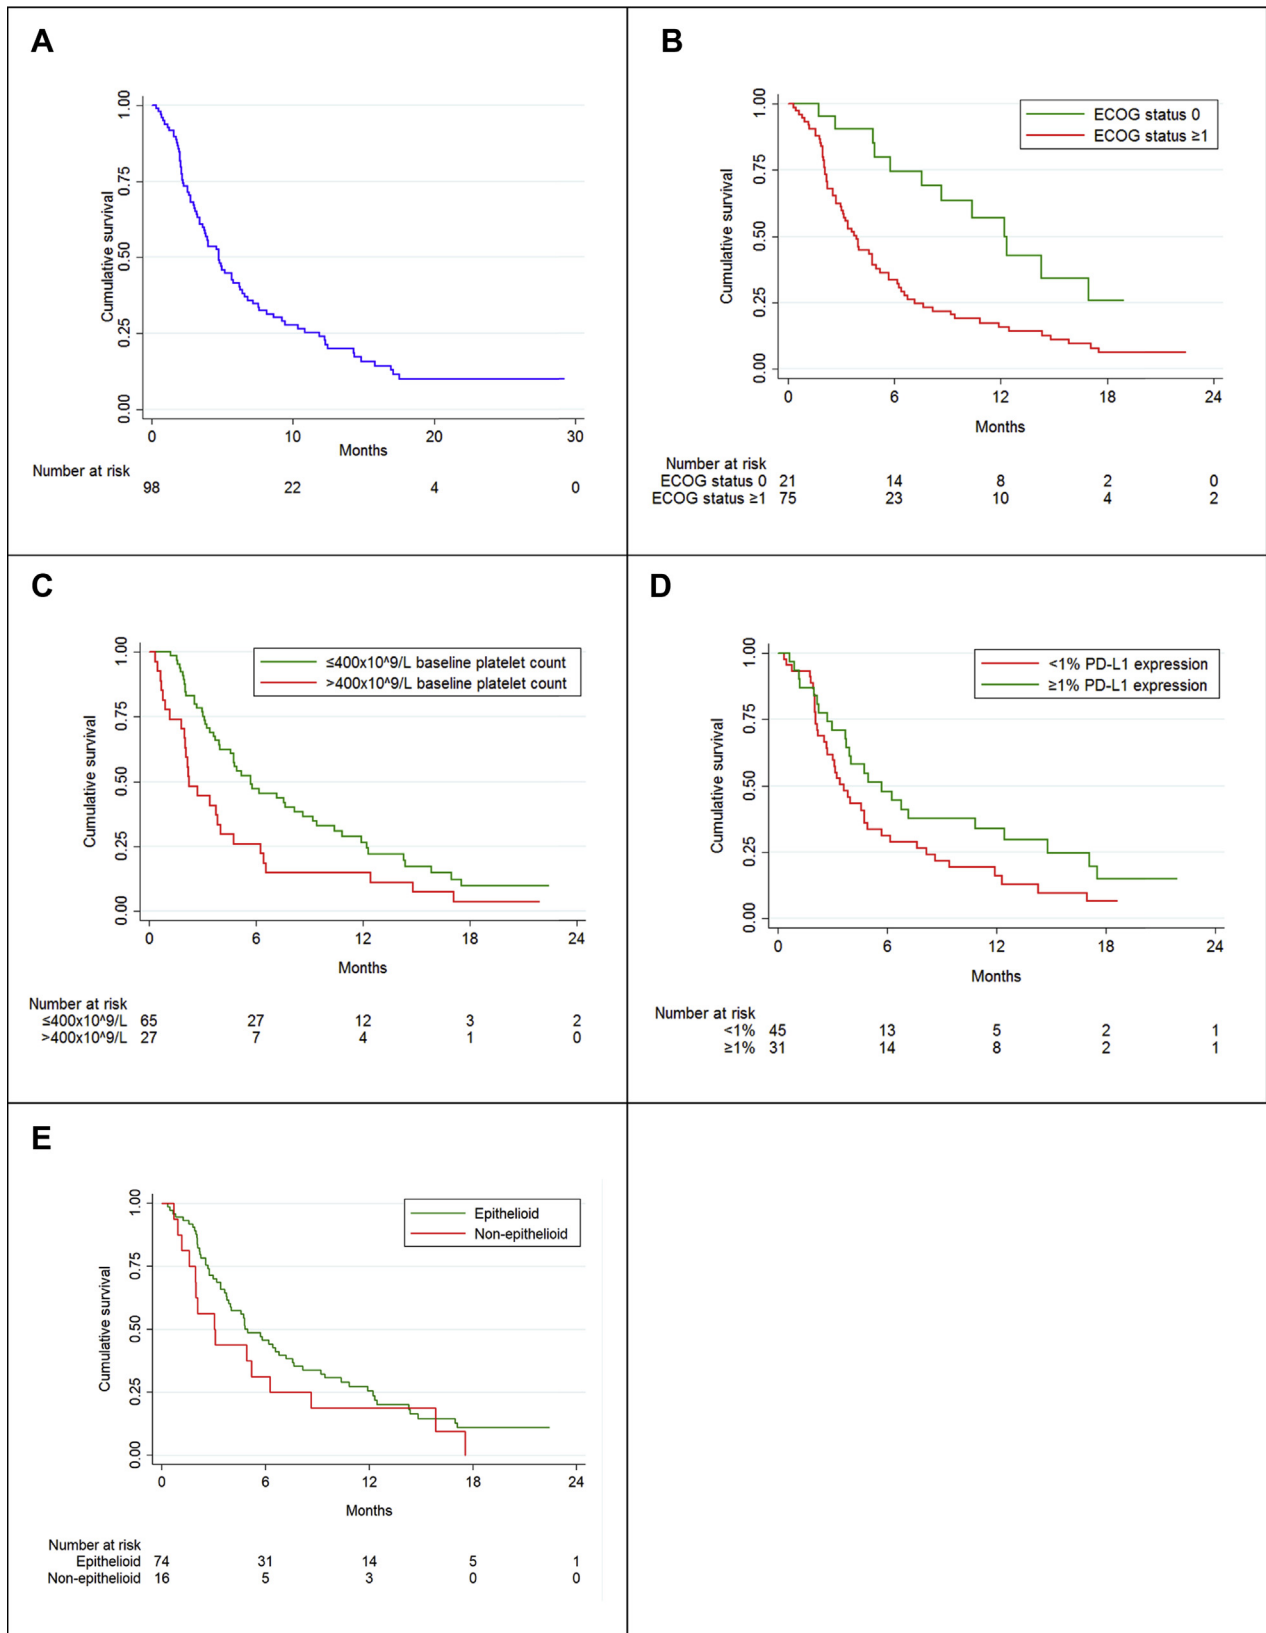 A
1.00
0.75
0.50
0.25
0.00
Cumulative survival
0 10 20 30
Months
Number at risk
98 22 4 0
B
ECOG status 0
ECOG status ≥1
1.00
0.75
0.50
0.25
0.00
Cumulative survival
0 6 12 18 24
Months
Number at risk
ECOG status 0 21 14 8 2 0
ECOG status ≥1 75 23 10 4 2
C
≤400x10^9/L baseline platelet count
>400x10^9/L baseline platelet count
1.00
0.75
0.50
0.25
0.00
Cumulative survival
0 6 12 18 24
Months
Number at risk
≤400x10^9/L 65 27 12 3 2
>400x10^9/L 27 7 4 1 0
D
<1% PD-L1 expression
≥1% PD-L1 expression
1.00
0.75
0.50
0.25
0.00
Cumulative survival
0 6 12 18 24
Months
Number at risk
<1% 45 13 5 2 1
≥1% 31 14 8 2 1
E
Epithelioid
Non-epithelioid
1.00
0.75
0.50
0.25
0.00
Cumulative survival
0 6 12 18 24
Months
Number at risk
Epithelioid 74 31 14 5 1
Non-epithelioid 16 5 3 0 0